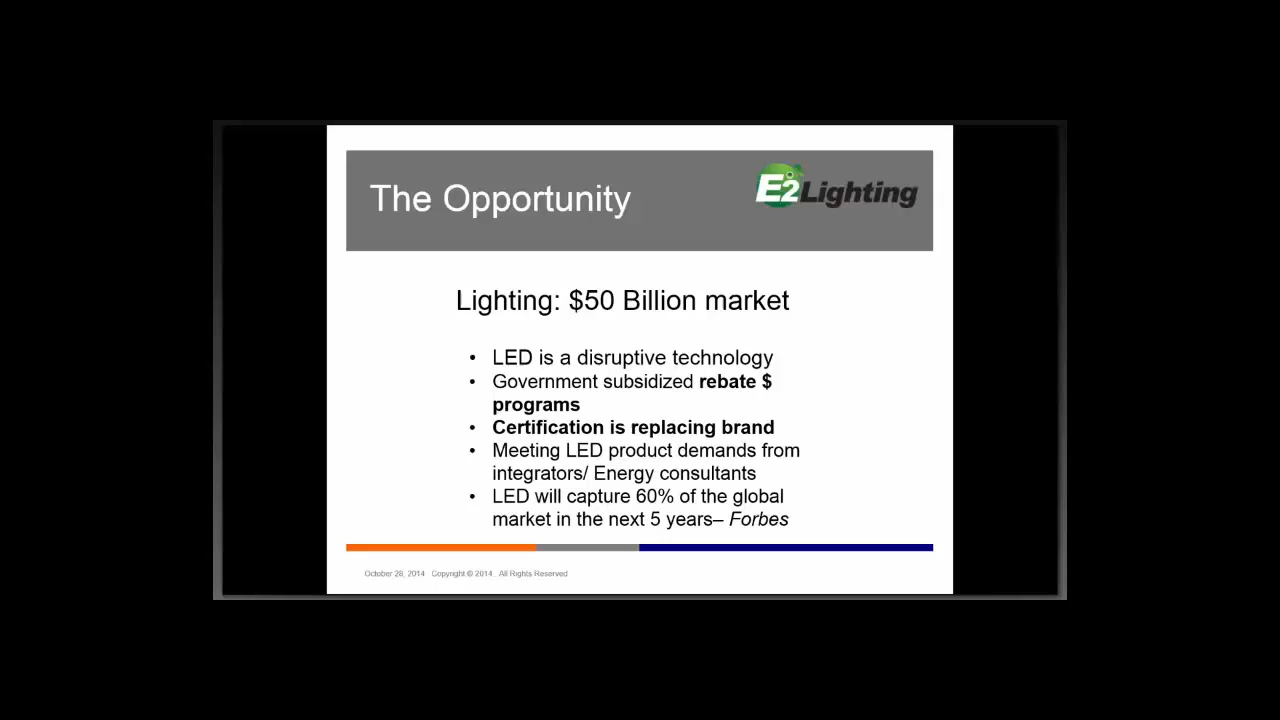 The Opportunity
E2Lighting
Lighting: $50 Billion market
• LED is a disruptive technology
• Government subsidized rebate $
programs
• Certification is replacing brand
• Meeting LED product demands from
integrators/ Energy consultants
• LED will capture 60% of the global
market in the next 5 years– Forbes
October 28, 2014 Copyright © 2014 . All Rights Reserved